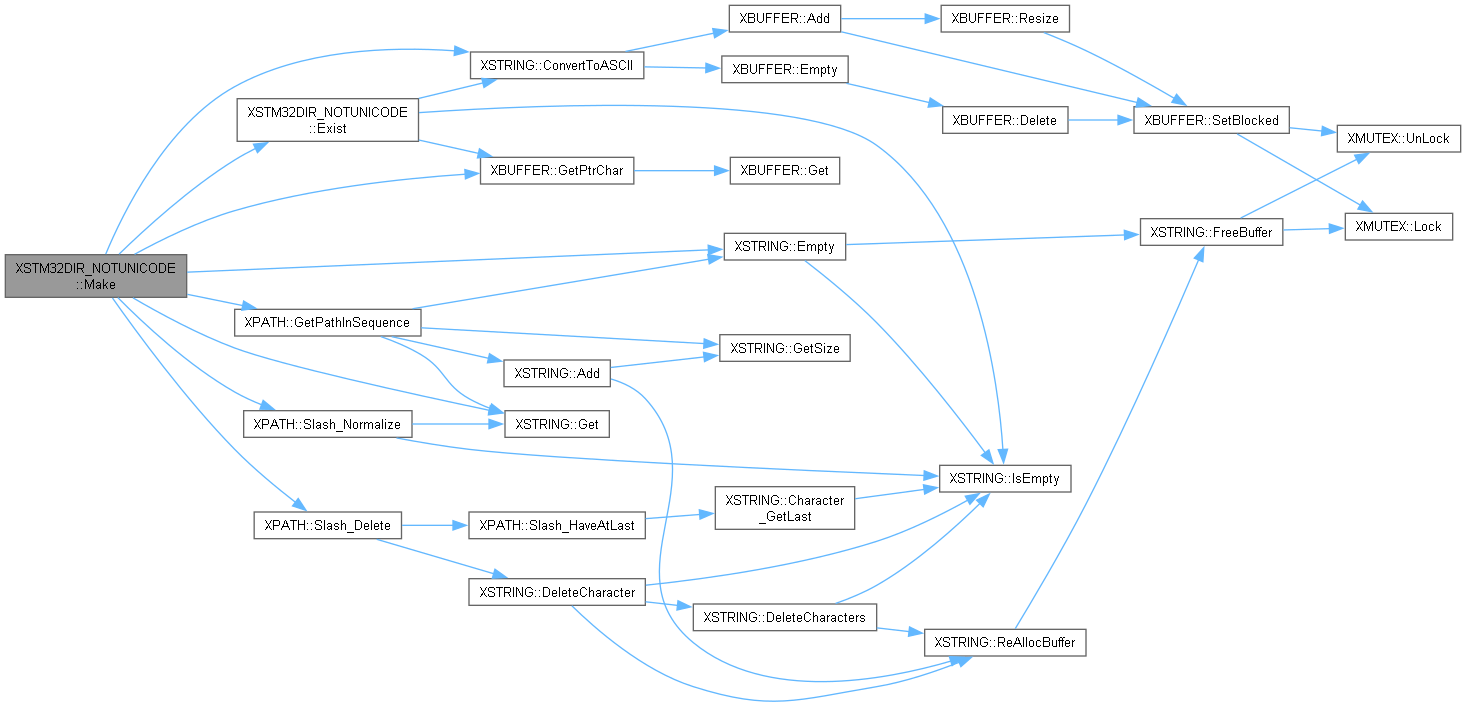 XBUFFER::Add
XBUFFER::Resize
XSTRING::ConvertToASCII
XBUFFER::Empty
XSTM32DIR_NOTUNICODE
::Exist
XBUFFER::Delete
XBUFFER::SetBlocked
XMUTEX::UnLock
XBUFFER::GetPtrChar
XBUFFER::Get
XSTRING::FreeBuffer
XMUTEX::Lock
XSTRING::Empty
XSTM32DIR_NOTUNICODE
::Make
XPATH::GetPathInSequence
XSTRING::GetSize
XSTRING::Add
XPATH::Slash_Normalize
XSTRING::Get
XSTRING::IsEmpty
XSTRING::Character
_GetLast
XPATH::Slash_Delete
XPATH::Slash_HaveAtLast
XSTRING::DeleteCharacter
XSTRING::DeleteCharacters
XSTRING::ReAllocBuffer